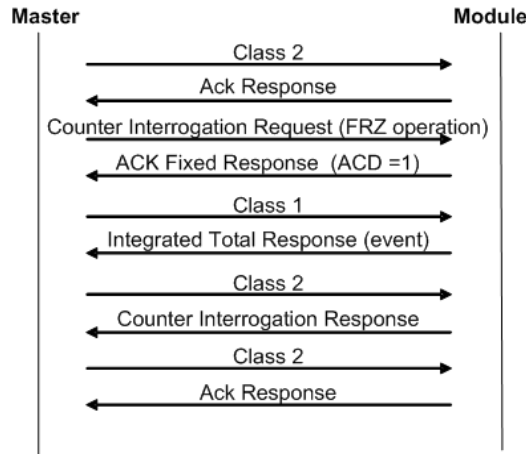 Master
Module
Class 2
Ack Response
Counter Interrogation Request (FRZ operation)
ACK Fixed Response (ACD =1)
Class 1
Integrated Total Response (event)
Class 2
Counter Interrogation Response
Class 2
Ack Response